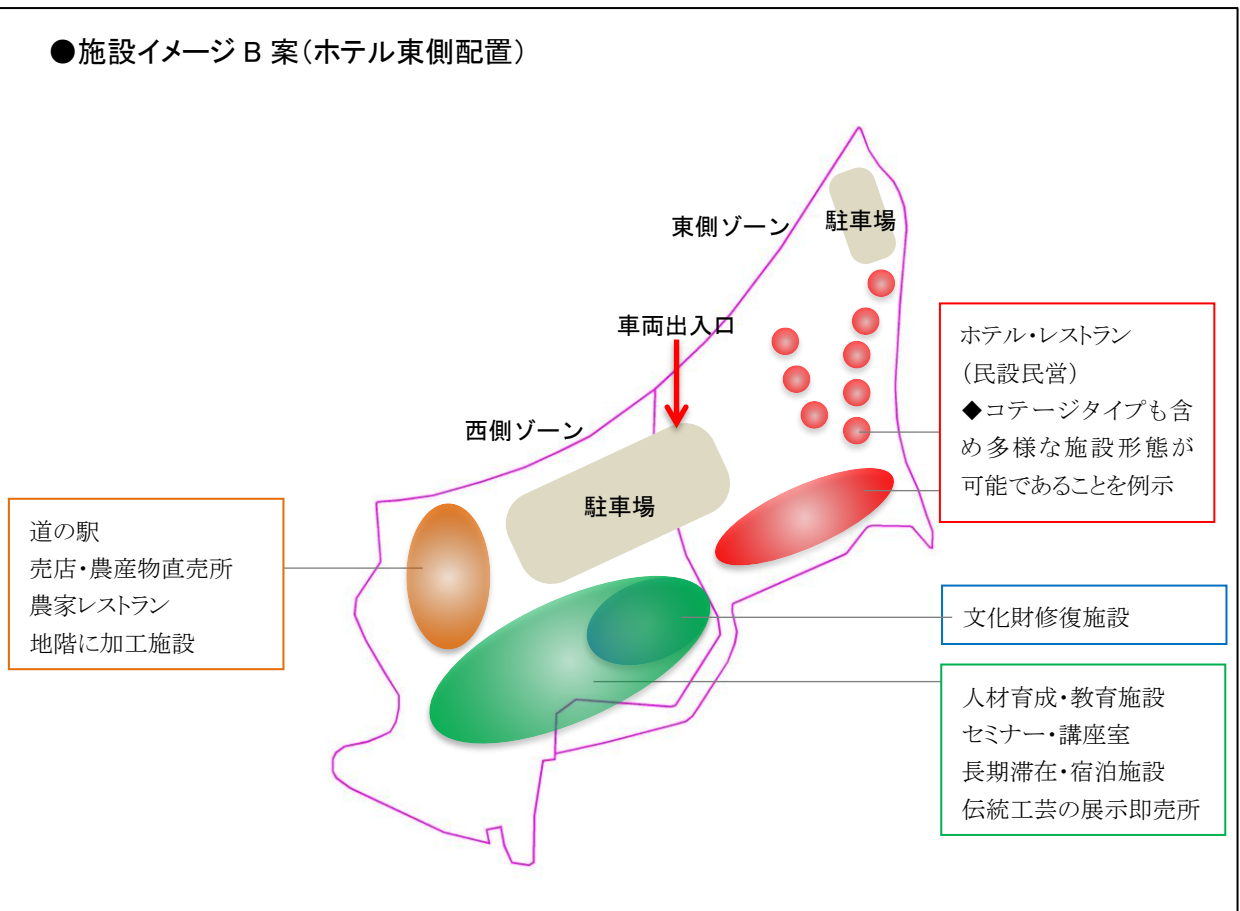 ●施設イメージ B 案(ホテル東側配置)
駐車場
東側ゾーン
車両出入口
西側ゾーン
駐車場
ホテル・レストラン
(民設民営)
◆コテージタイプも含
め多様な施設形態が
可能であることを例示
道の駅
売店・農産物直売所
農家レストラン
地階に加工施設
文化財修復施設
人材育成・教育施設
セミナー・講座室
長期滞在・宿泊施設
伝統工芸の展示即売所